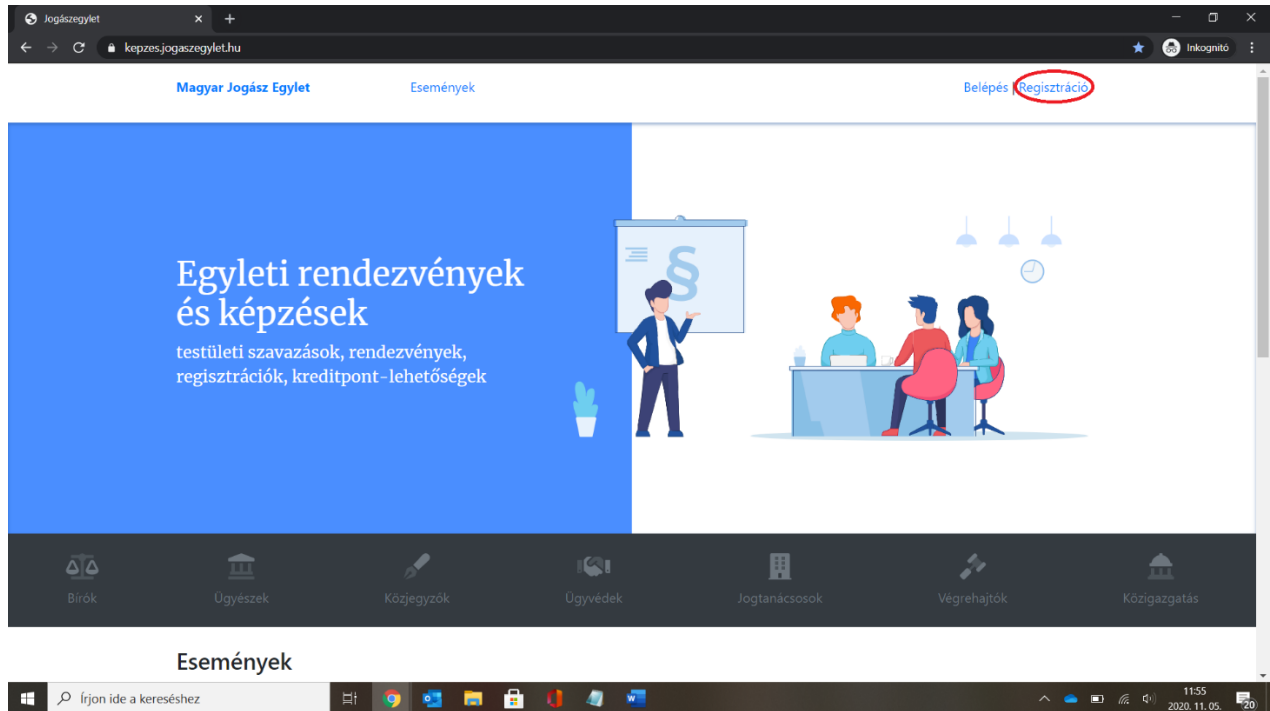 Jogászegylet
kepzes.jogaszegylet.hu
Inkognitó
Magyar Jogász Egylet
Események
Belépés | Regisztráció
Egyleti rendezvények
és képzések
testületi szavazások, rendezvények,
regisztrációk, kreditpont-lehetőségek
§
Bírók
Ügyészek
Közjegyzők
Ügyvédek
Jogtanácsosok
Végrehajtók
Közigazgatás
Események
Írjon ide a kereséshez
11:55
2020. 11. 05.
20